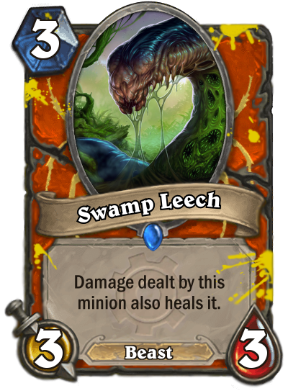 3
Swamp Leech
Damage dealt by this
minion also heals it.
3 Beast 3